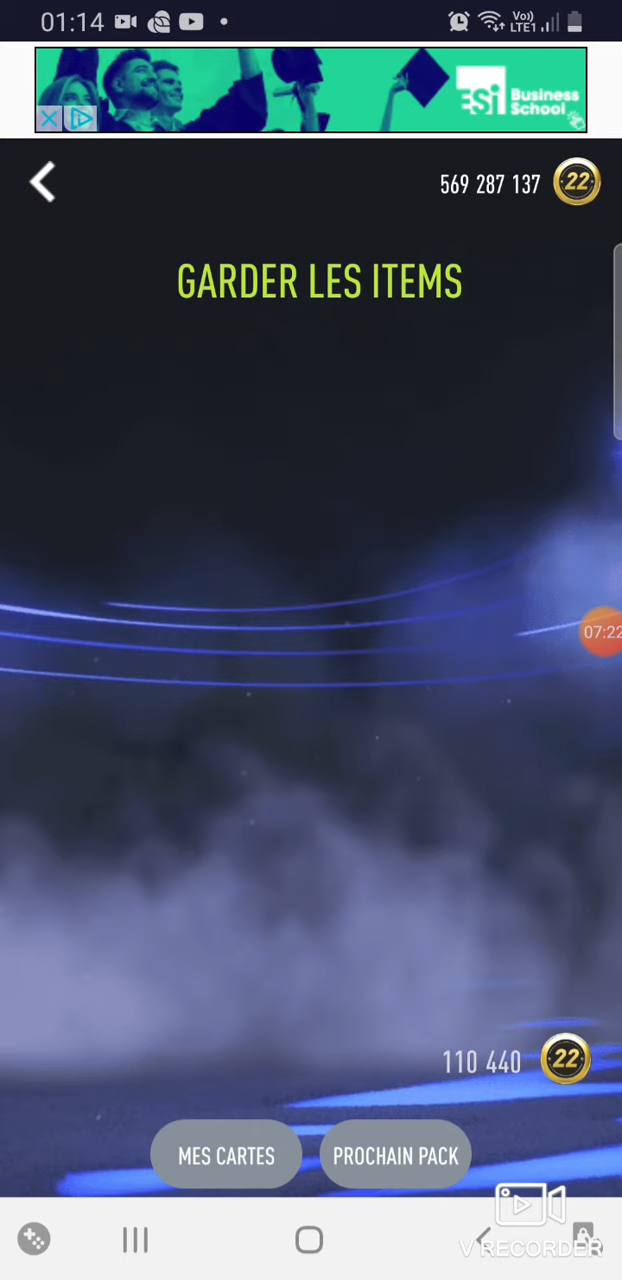 01:14
Vo)
LTE1
ESi Business
School
569 287 137 22
GARDER LES ITEMS
07:22
110 440 22
MES CARTES
PROCHAIN PACK
V RECORDER